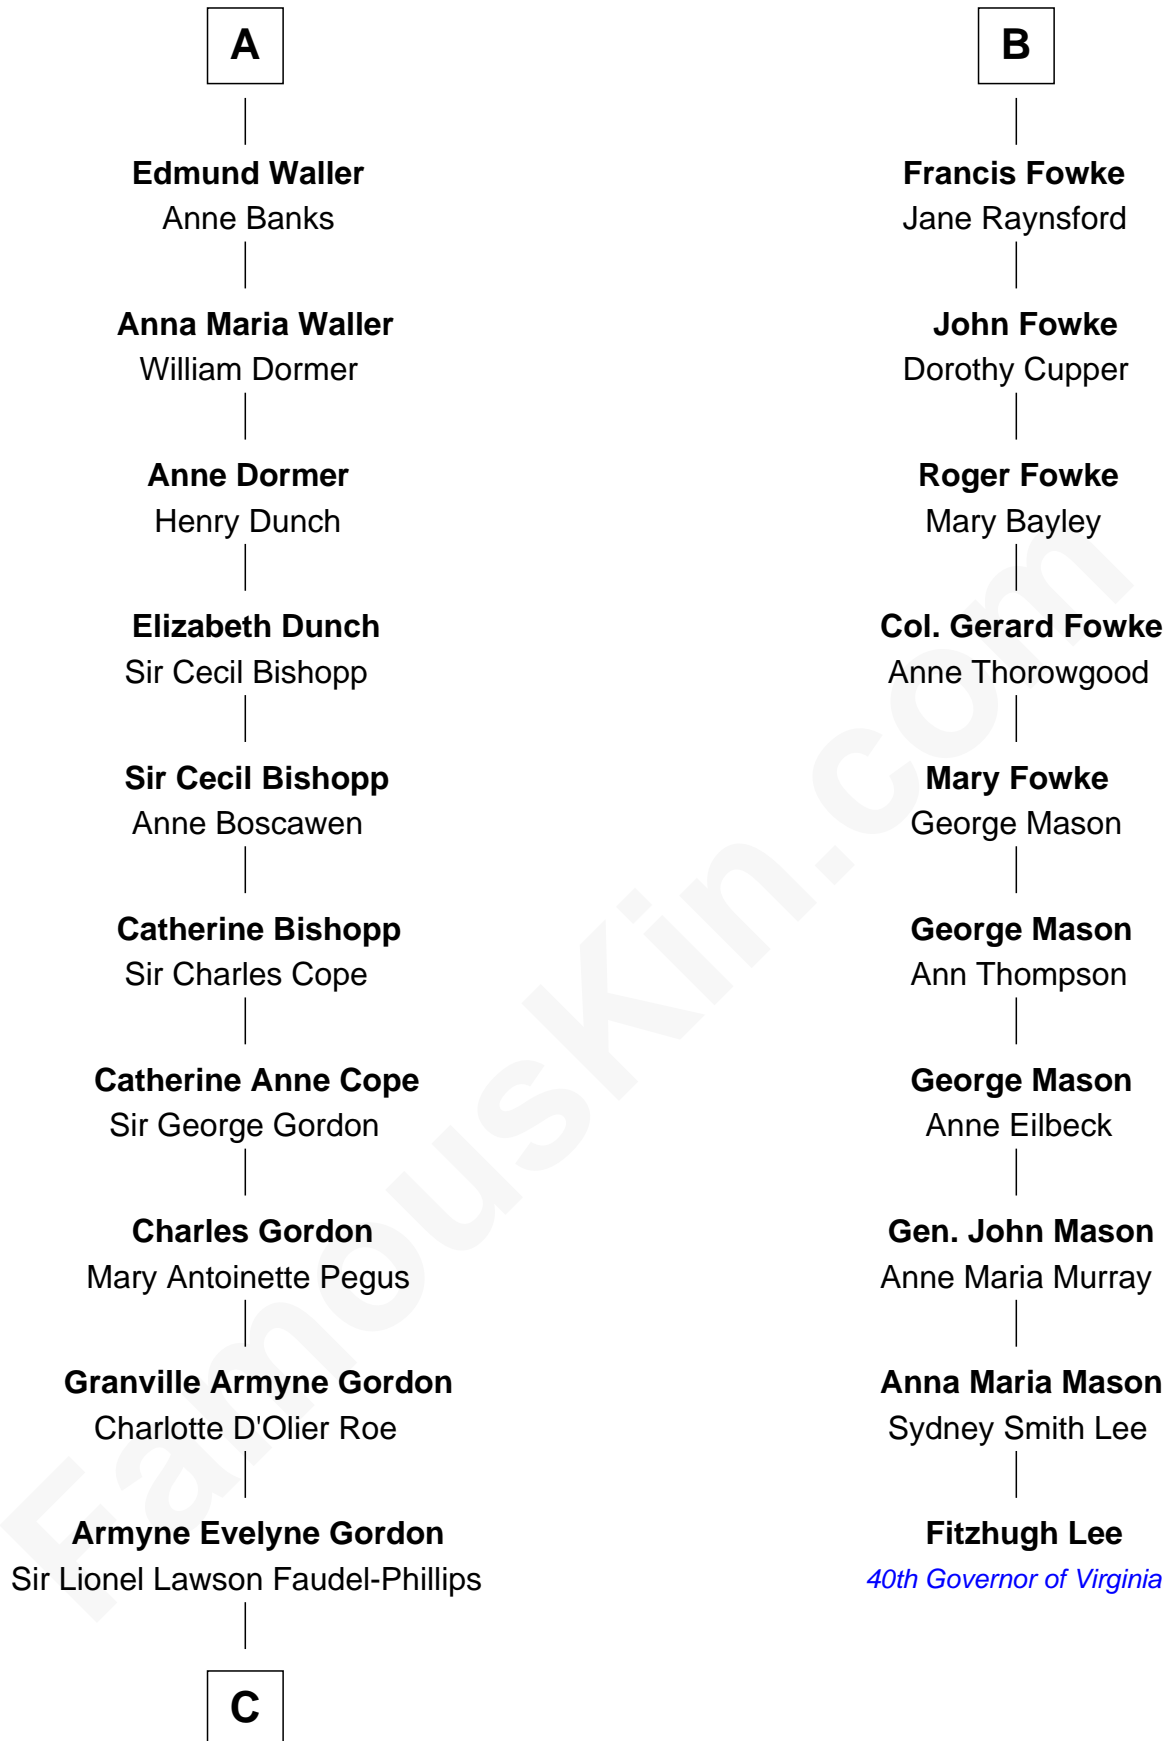 A
Edmund Waller
Anne Banks
Anna Maria Waller
William Dormer
Anne Dormer
Henry Dunch
Elizabeth Dunch
Sir Cecil Bishopp
Sir Cecil Bishopp
Anne Boscawen
Catherine Bishopp
Sir Charles Cope
Catherine Anne Cope
Sir George Gordon
Charles Gordon
Mary Antoinette Pegus
Granville Armyne Gordon
Charlotte D'Olier Roe
Armyne Evelyne Gordon
Sir Lionel Lawson Faudel-Phillips
C
B
Francis Fowke
Jane Raynsford
John Fowke
Dorothy Cupper
Roger Fowke
Mary Bayley
Col. Gerard Fowke
Anne Thorowgood
Mary Fowke
George Mason
George Mason
Ann Thompson
George Mason
Anne Eilbeck
Gen. John Mason
Anne Maria Murray
Anna Maria Mason
Sydney Smith Lee
Fitzhugh Lee
40th Governor of Virginia
FamousKin.com